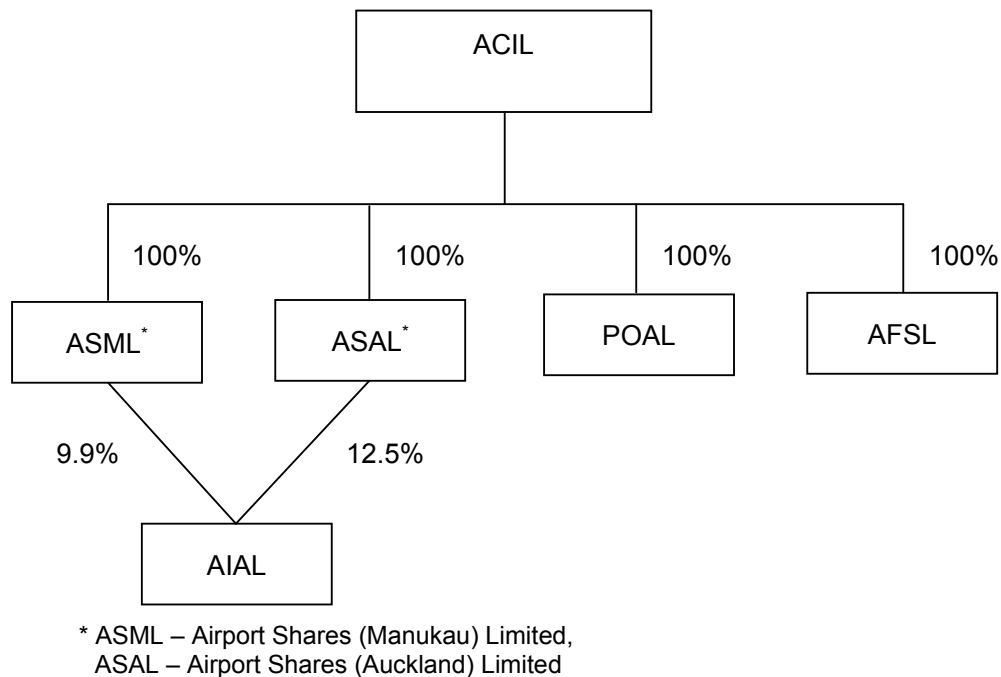 ACIL
100%
100%
100%
100%
ASML*
ASAL*
POAL
AFSL
9.9%
12.5%
AIAL
* ASML – Airport Shares (Manukau) Limited,
ASAL – Airport Shares (Auckland) Limited